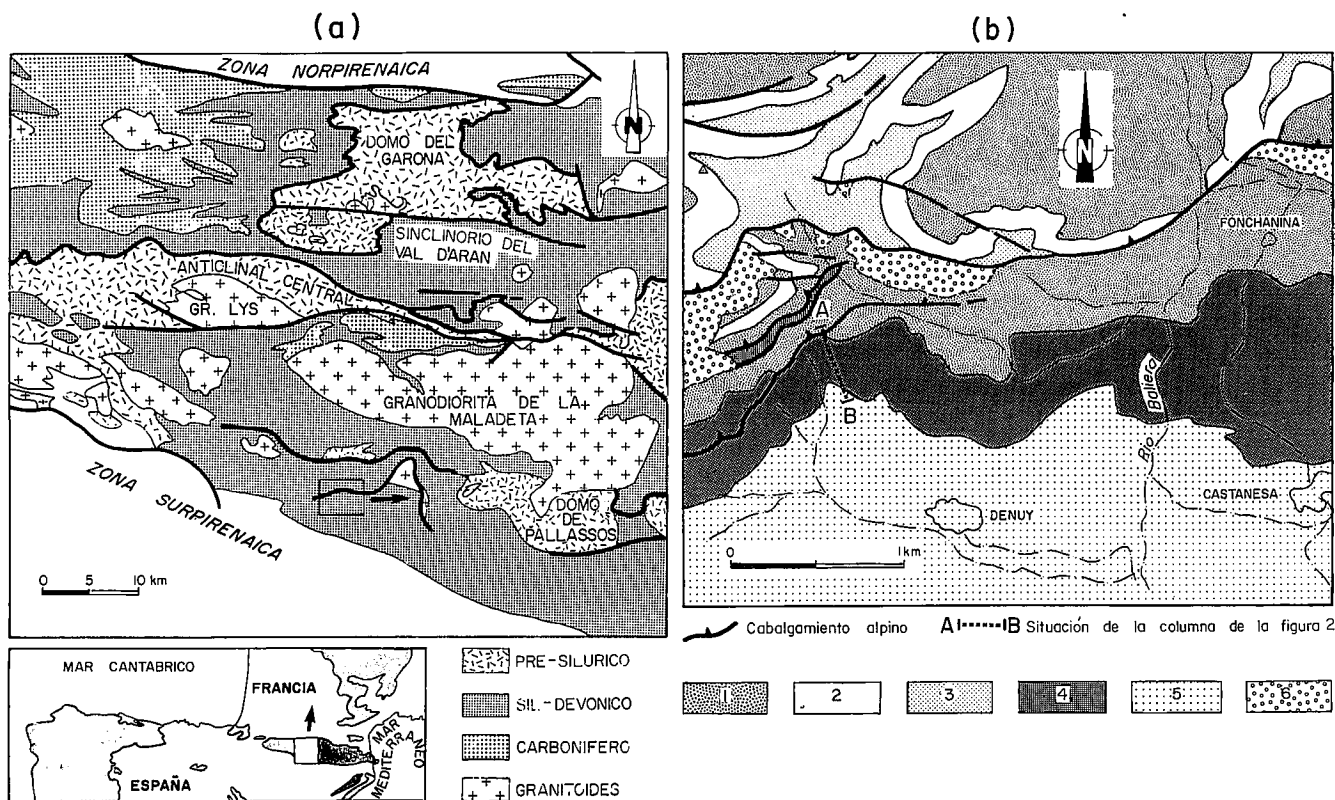 (a)
(b)
ZONA NORPIRENAICA
N
DOMO DEL
GARONA
SINCLINORIO DEL
VAL D'ARAN
ANTICLINAL CENTRAL
GR. LYS
GRANODIORITA DE LA
MALADETA
ZONA SURPIRENAICA
DOMO
DE
PALLASSOS
0 5 10 km
N
FONCHANINA
A
B
Rio Baliera
CASTANESA
DENUY
0 1 km
Cabalgamiento alpino
A B Situación de la columna de la figura 2
MAR CANTABRICO
FRANCIA
ESPAÑA
MAR
MEDITERRANEO
PRE-SILURICO
SIL.-DEVONICO
CARBONIFERO
GRANITOIDES
1 2 3 4 5 6